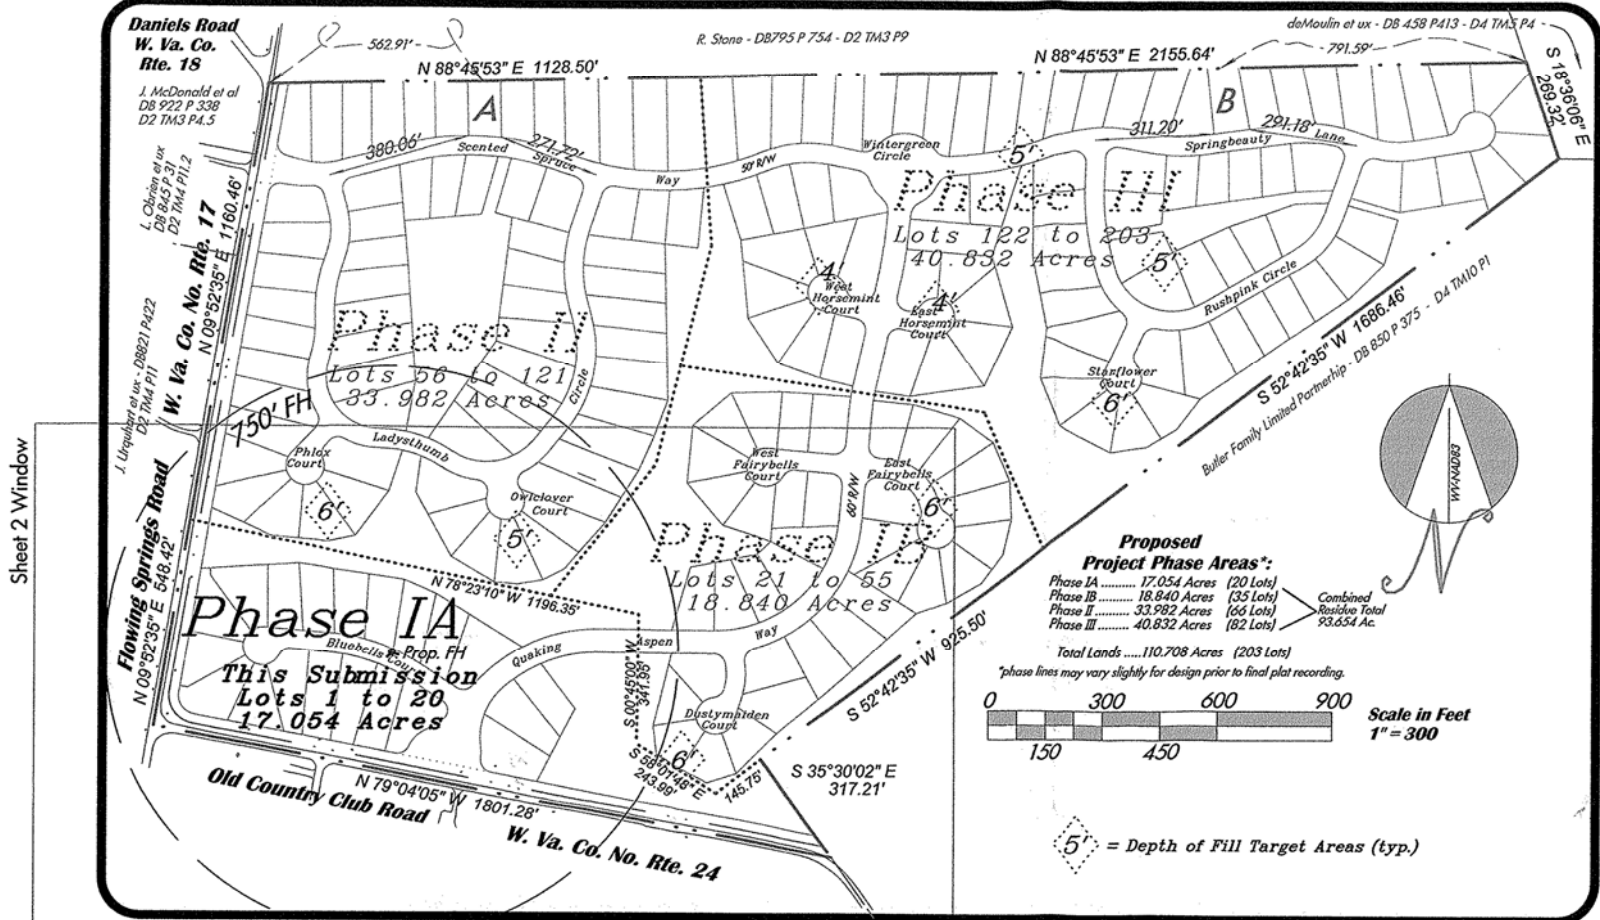 Daniels Road
W. Va. Co.
Rte. 18
562.91'
R. Stone - DB795 P 754 - D2 TM3 P9
deMoulin et ux - DB 458 P413 - D4 TM5 P4
791.59'
N 88°45'53" E 1128.50'
N 88°45'53" E 2155.64'
S 18°36'06" E
269.32'
J. McDonald et al
DB 922 P 338
D2 TM3 P4.5
A
B
380.06'
271.72'
Scented
Spruce
Way
50' R/W
Wintergreen
Circle
5'
311.20'
291.18'
Springbeauty
Lane
L. Obrien et ux
DB 845 P 31
D2 TM4 P11.2
W. Va. Co. No. Rte. 17
N 09°52'35" E 1160.46'
Phase III
Lots 122 to 203
40.832 Acres
5'
4'
West
Horsemint
Court
4'
East
Horsemint
Court
Rushpink Circle
S 52°42'35" W 1686.46'
Butler Family Limited Partnerhip - DB 850 P 375 - D4 TM10 P1
J. Urquhart et ux - DB821 P422
D2 TM4 P11
Phase II
Lots 56 to 121
33.982 Acres
Circle
Starflower
Court
6'
750' FH
Sheet 2 Window
Phlox
Court
Ladysthumb
6'
Owlclover
Court
5'
West
Fairybells
Court
60' R/W
East
Fairybells
Court
6'
WV-NAD83
Flowing Springs Road
N 09°52'35" E 548.42'
N 78°23'10" W 1196.35'
Phase IB
Lots 21 to 55
18.840 Acres
Proposed
Project Phase Areas*:
Phase IA .......... 17.054 Acres (20 Lots)
Phase IB .......... 18.840 Acres (35 Lots)
Phase II .......... 33.982 Acres (66 Lots)
Phase III .......... 40.832 Acres (82 Lots)
Combined
Residue Total
93.654 Ac.
Total Lands .....110.708 Acres (203 Lots)
*phase lines may vary slightly for design prior to final plat recording.
Phase IA
Bluebells Court
Prop. FH
This Submission
Lots 1 to 20
17.054 Acres
Quaking
Aspen
Way
S 00°45'00" W
341.95'
S 52°42'35" W 925.50'
Dustymaiden
Court
6'
S 58°01'48" E
243.99'
145.75'
S 35°30'02" E
317.21'
0 300 600 900
150 450
Scale in Feet
1" = 300
N 79°04'05" W 1801.28'
Old Country Club Road
W. Va. Co. No. Rte. 24
5' = Depth of Fill Target Areas (typ.)